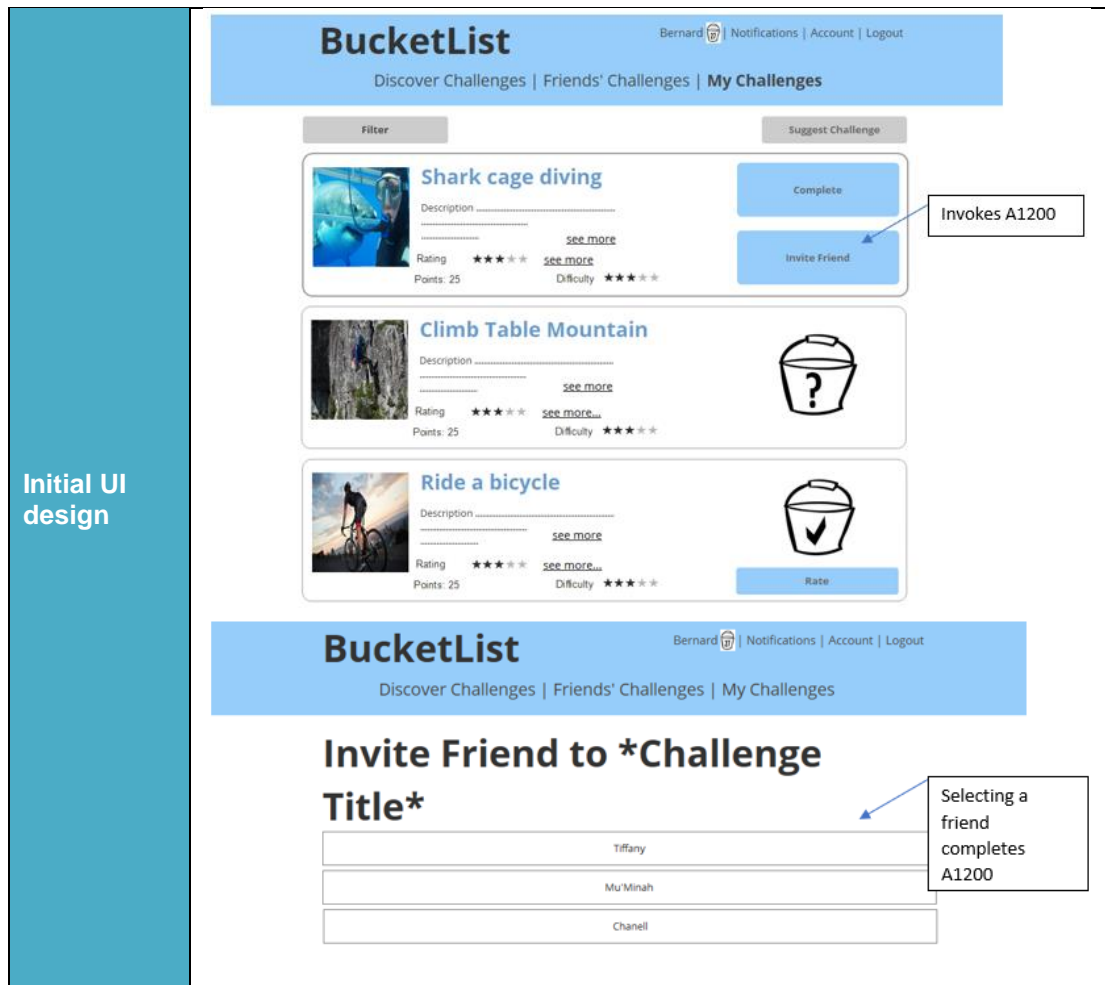 Initial UI
design
BucketList
Bernard | Notifications | Account | Logout
Discover Challenges | Friends' Challenges | My Challenges
Filter
Suggest Challenge
Shark cage diving
Description
see more
Rating ★★★★★ see more
Points: 25 Difficulty ★★★★★
Complete
Invite Friend
Invokes A1200
Climb Table Mountain
Description
see more
Rating ★★★★★ see more...
Points: 25 Difficulty ★★★★★
?
Ride a bicycle
Description
see more
Rating ★★★★★ see more...
Points: 25 Difficulty ★★★★★
Rate
BucketList
Bernard | Notifications | Account | Logout
Discover Challenges | Friends' Challenges | My Challenges
Invite Friend to *Challenge
Title*
Tiffany
Mu'Minah
Chanell
Selecting a
friend
completes
A1200